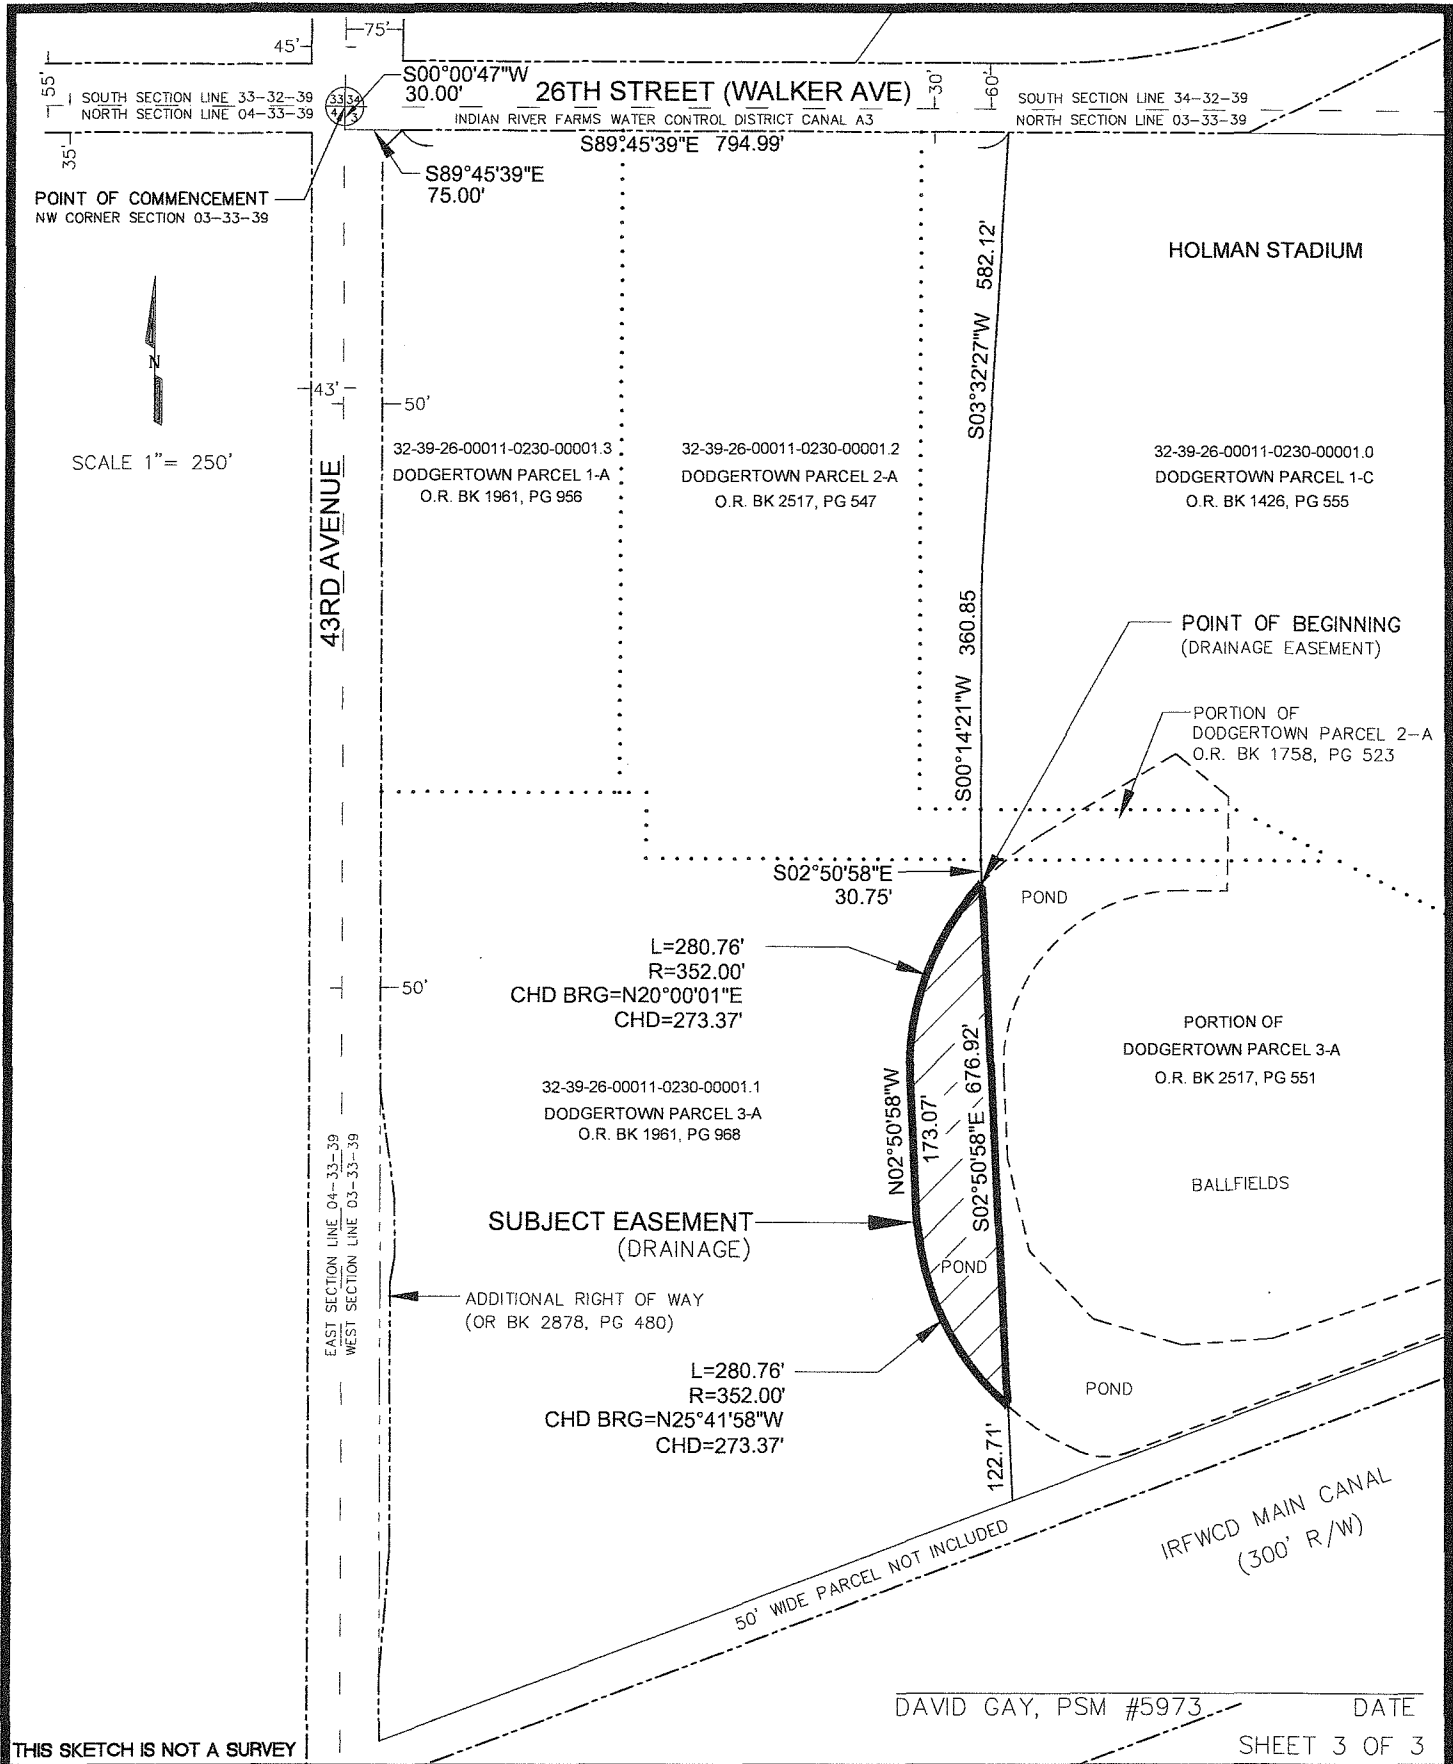 75'
45'
55'
S00°00'47"W
30.00'
26TH STREET (WALKER AVE)
30'
60'
SOUTH SECTION LINE 33-32-39
NORTH SECTION LINE 04-33-39
33 34
4 3
INDIAN RIVER FARMS WATER CONTROL DISTRICT CANAL A3
SOUTH SECTION LINE 34-32-39
NORTH SECTION LINE 03-33-39
35'
S89°45'39"E 794.99'
S89°45'39"E
75.00'
POINT OF COMMENCEMENT
NW CORNER SECTION 03-33-39
HOLMAN STADIUM
S03°32'27"W 582.12'
N
SCALE 1"= 250'
43'
50'
43RD AVENUE
32-39-26-00011-0230-00001.3
DODGERTOWN PARCEL 1-A
O.R. BK 1961, PG 956
32-39-26-00011-0230-00001.2
DODGERTOWN PARCEL 2-A
O.R. BK 2517, PG 547
32-39-26-00011-0230-00001.0
DODGERTOWN PARCEL 1-C
O.R. BK 1426, PG 555
S00°14'21"W 360.85
POINT OF BEGINNING
(DRAINAGE EASEMENT)
PORTION OF
DODGERTOWN PARCEL 2-A
O.R. BK 1758, PG 523
S02°50'58"E
30.75'
POND
L=280.76'
R=352.00'
CHD BRG=N20°00'01"E
CHD=273.37'
50'
PORTION OF
DODGERTOWN PARCEL 3-A
O.R. BK 2517, PG 551
32-39-26-00011-0230-00001.1
DODGERTOWN PARCEL 3-A
O.R. BK 1961, PG 968
N02°50'58"W
173.07'
S02°50'58"E 676.92'
BALLFIELDS
EAST SECTION LINE 04-33-39
WEST SECTION LINE 03-33-39
SUBJECT EASEMENT
(DRAINAGE)
POND
ADDITIONAL RIGHT OF WAY
(OR BK 2878, PG 480)
L=280.76'
R=352.00'
CHD BRG=N25°41'58"W
CHD=273.37'
POND
122.71'
50' WIDE PARCEL NOT INCLUDED
IRFWCD MAIN CANAL
(300' R/W)
DAVID GAY, PSM #5973 DATE
THIS SKETCH IS NOT A SURVEY
SHEET 3 OF 3